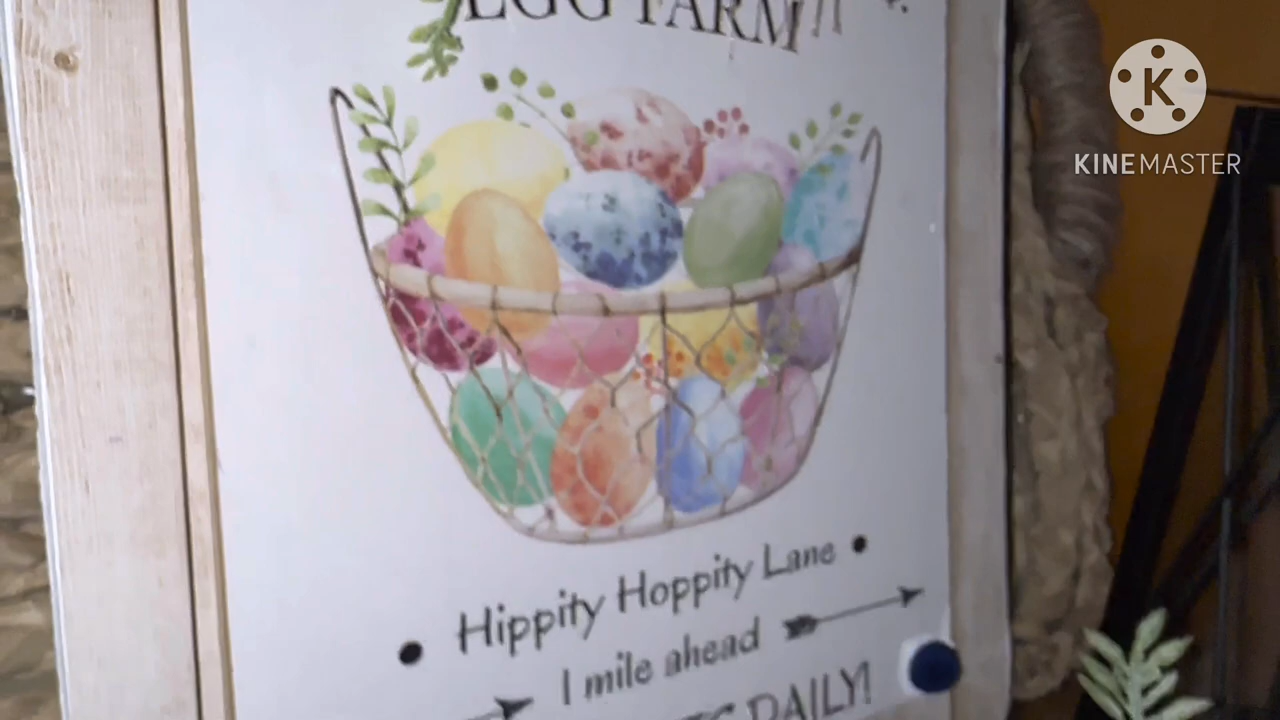 EGG FARM
K
KINEMASTER
• Hippity Hoppity Lane •
1 mile ahead
DAILY!